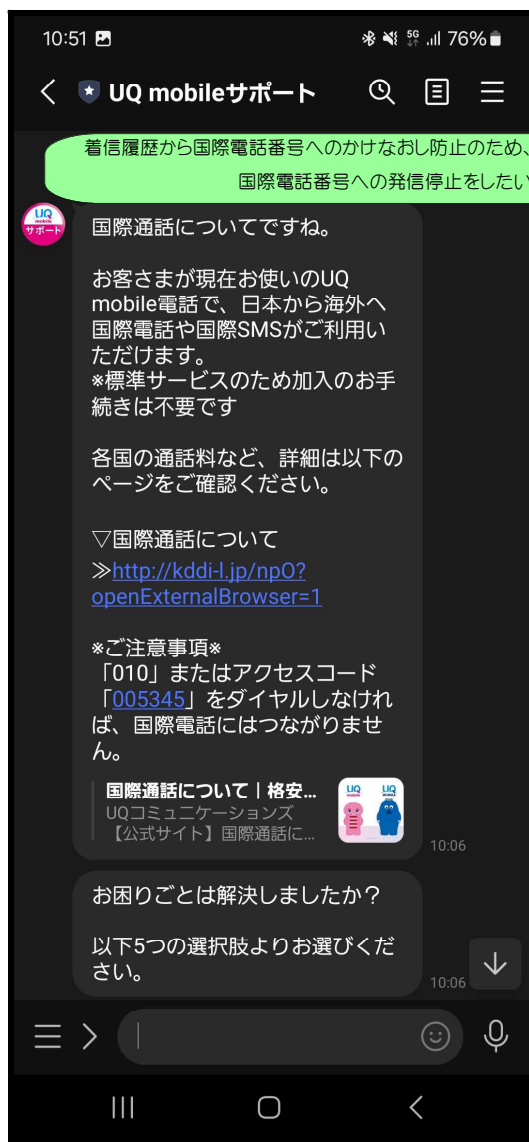 10:51
5G
76%
UQ mobileサポート
着信履歴から国際電話番号へのかけなおし防止のため、
国際電話番号への発信停止をしたい
UQ
mobile
サポート
国際通話についてですね。
お客さまが現在お使いのUQ
mobile電話で、日本から海外へ
国際電話や国際SMSがご利用い
ただけます。
※標準サービスのため加入のお手
続きは不要です
各国の通話料など、詳細は以下の
ページをご確認ください。
▽国際通話について
≫http://kddi-l.jp/npO?
openExternalBrowser=1
※ご注意事項※
「010」またはアクセスコード
「005345」をダイヤルしなけれ
ば、国際電話にはつながりませ
ん。
国際通話について｜格安...
UQコミュニケーションズ
【公式サイト】国際通話に...
UQ
mobile
UQ
10:06
お困りごとは解決しましたか？
以下5つの選択肢よりお選びくだ
さい。
10:06